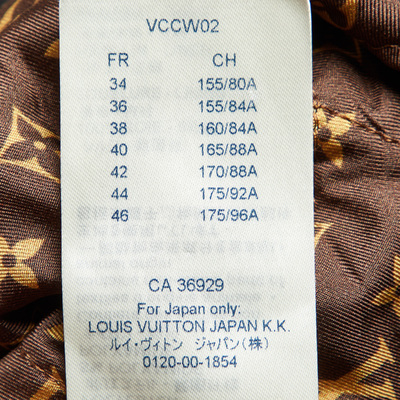 VCCW02
FR CH
34 155/80A
36 155/84A
38 160/84A
40 165/88A
42 170/88A
44 175/92A
46 175/96A
CA 36929
For Japan only:
LOUIS VUITTON JAPAN K.K.
ルイ・ヴィトン ジャパン(株)
0120-00-1854